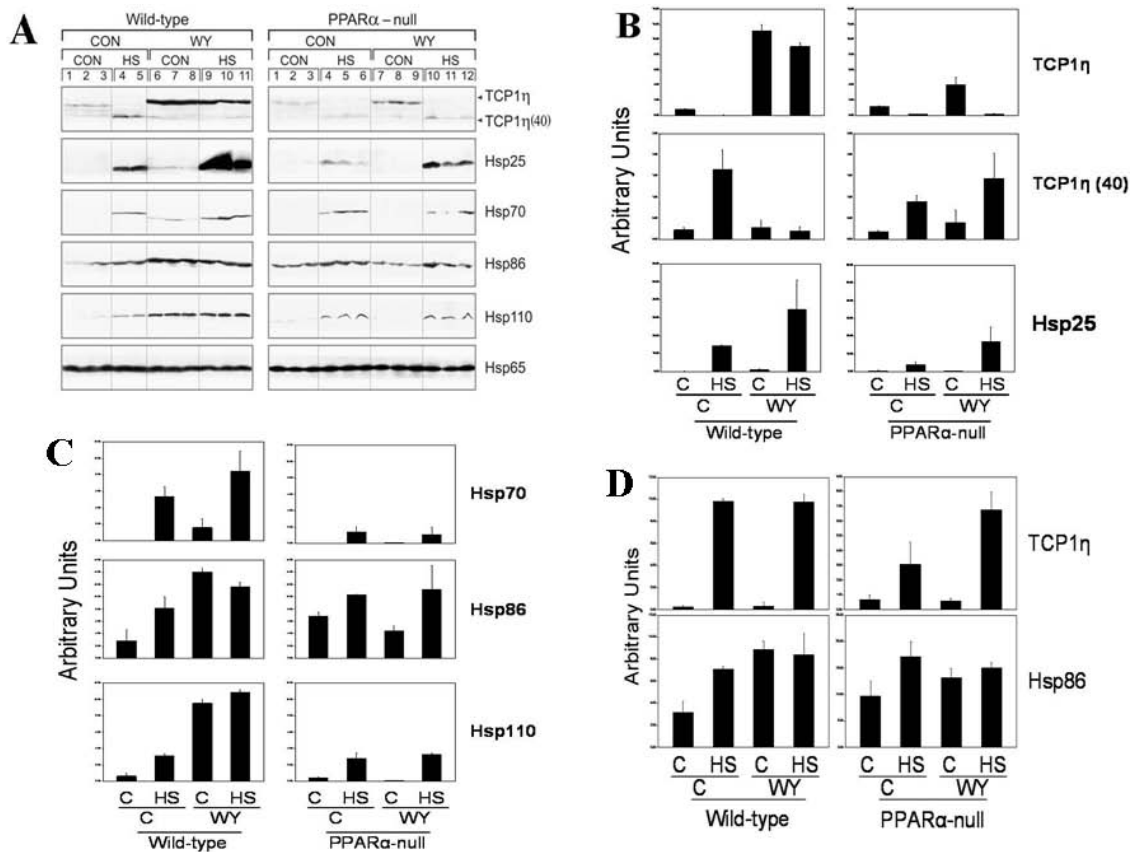 A
Wild-type
PPARα – null
CON WY CON WY
CON HS CON HS CON HS CON HS
1 2 3 4 5 6 7 8 9 10 11 1 2 3 4 5 6 7 8 9 10 11 12
TCP1η
TCP1η(40)
Hsp25
Hsp70
Hsp86
Hsp110
Hsp65
B
Arbitrary Units
TCP1η
TCP1η (40)
Hsp25
C HS C HS C HS C HS
C WY C WY
Wild-type PPARα-null
C
Arbitrary Units
Hsp70
Hsp86
Hsp110
C HS C HS C HS C HS
C WY C WY
Wild-type PPARα-null
D
Arbitrary Units
TCP1η
Hsp86
C HS C HS C HS C HS
C WY C WY
Wild-type PPARα-null